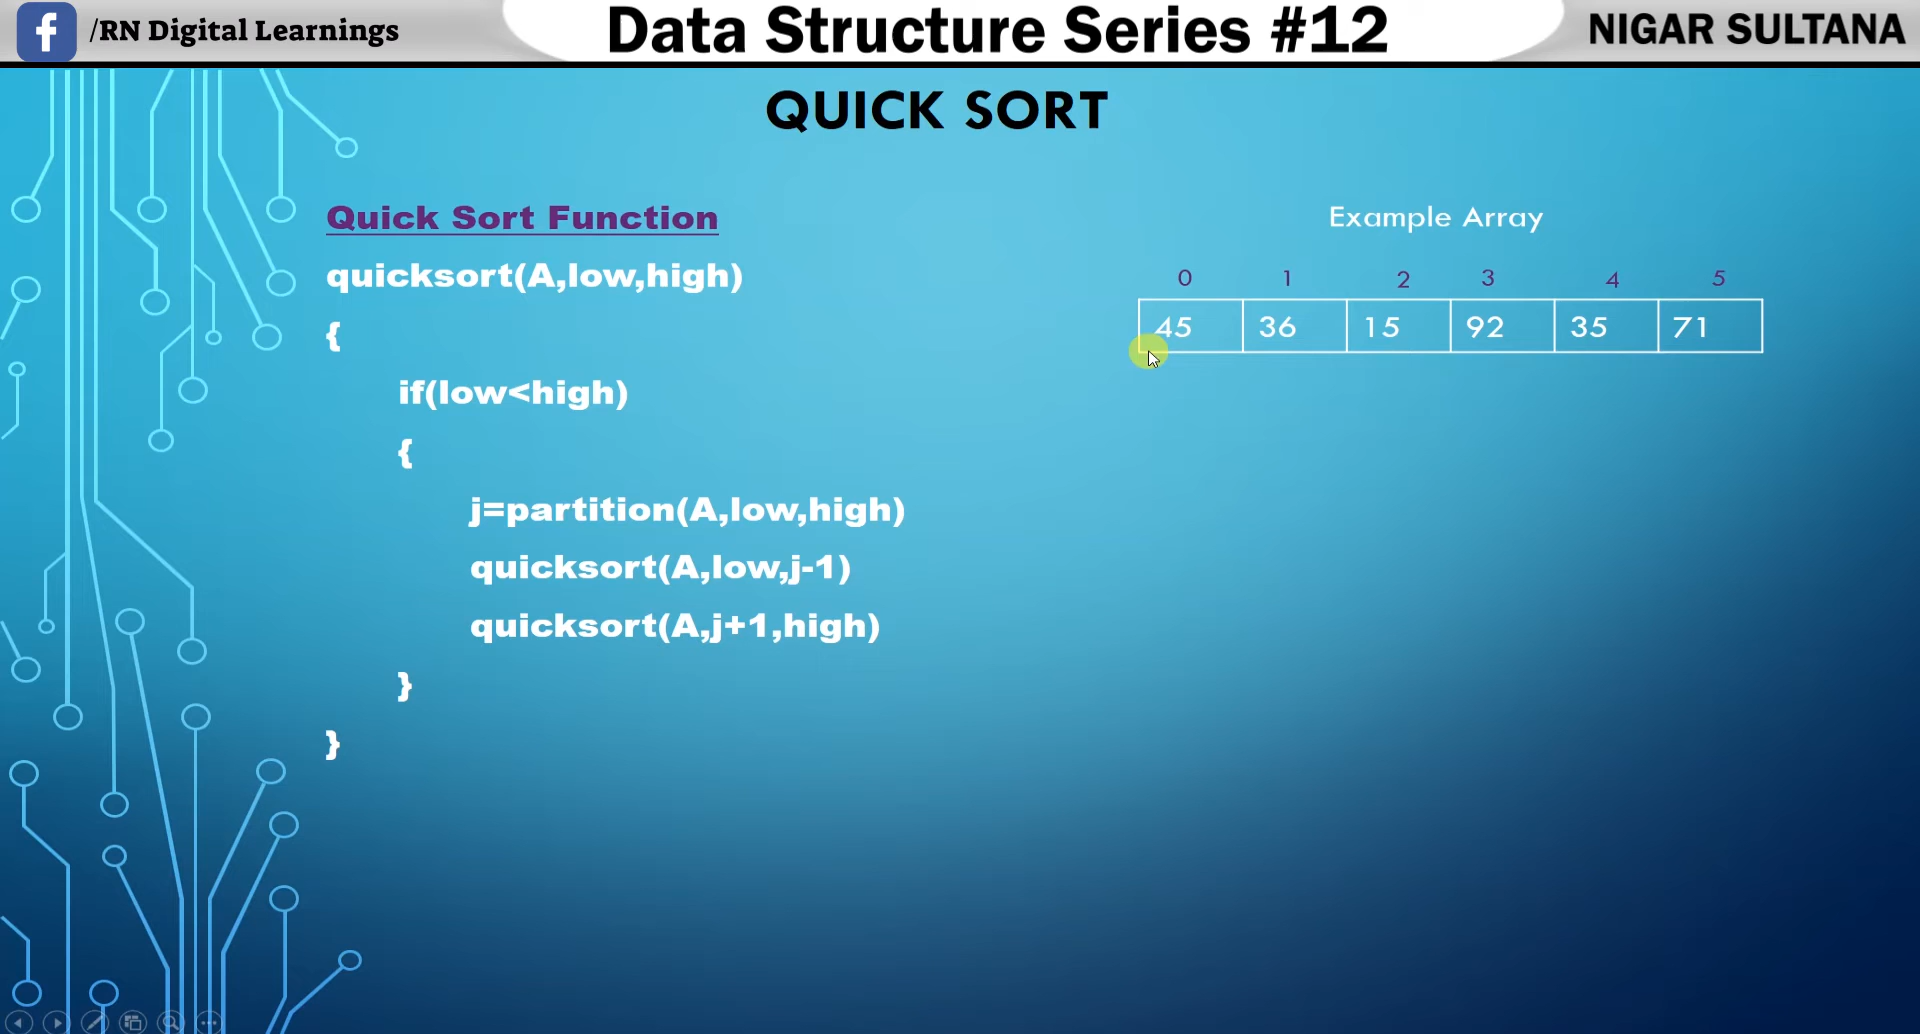 f /RN Digital Learnings
Data Structure Series #12
NIGAR SULTANA
QUICK SORT
Quick Sort Function
quicksort(A,low,high)
{
if(low<high)
{
j=partition(A,low,high)
quicksort(A,low,j-1)
quicksort(A,j+1,high)
}
}
Example Array
0 1 2 3 4 5
45 36 15 92 35 71